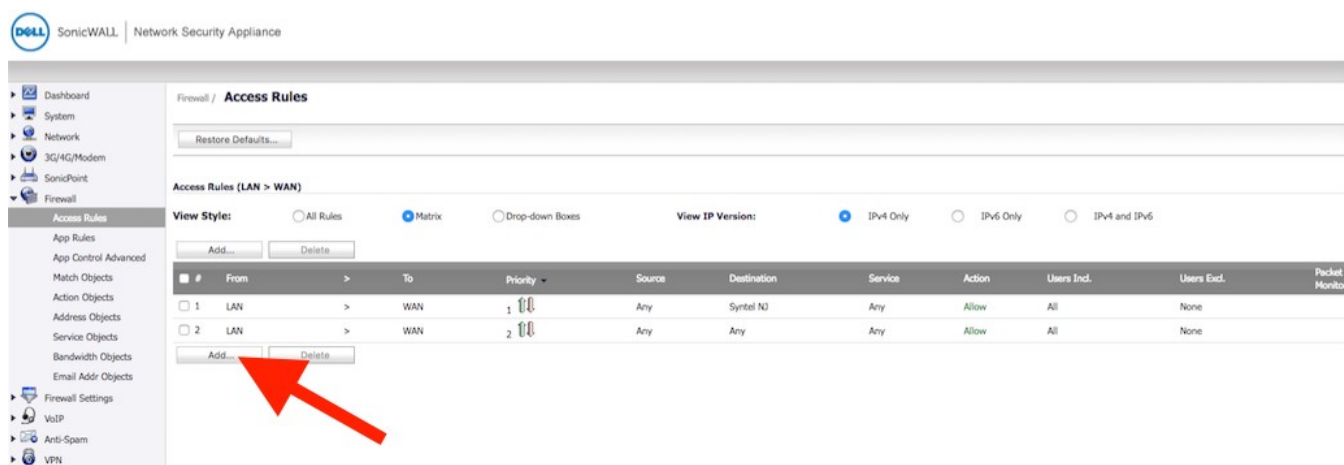 DELL SonicWALL | Network Security Appliance
Dashboard
System
Network
3G/4G/Modem
SonicPoint
Firewall
Access Rules
App Rules
App Control Advanced
Match Objects
Action Objects
Address Objects
Service Objects
Bandwidth Objects
Email Addr Objects
Firewall Settings
VoIP
Anti-Spam
VPN
Firewall / Access Rules
Restore Defaults...
Access Rules (LAN > WAN)
View Style: All Rules Matrix Drop-down Boxes View IP Version: IPv4 Only IPv6 Only IPv4 and IPv6
Add... Delete
# From > To Priority Source Destination Service Action Users Incl. Users Excl. Packet
Monito
1 LAN > WAN 1 Any Syntel NJ Any Allow All None
2 LAN > WAN 2 Any Any Any Allow All None
Add... Delete